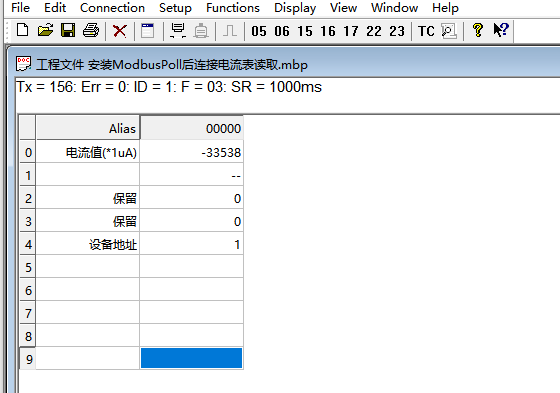 File Edit Connection Setup Functions Display View Window Help
05 06 15 16 17 22 23 TC
工程文件 安装ModbusPoll后连接电流表读取.mbp
Tx = 156: Err = 0: ID = 1: F = 03: SR = 1000ms
Alias 00000
0 电流值(*1uA) -33538
1 --
2 保留 0
3 保留 0
4 设备地址 1
5
6
7
8
9